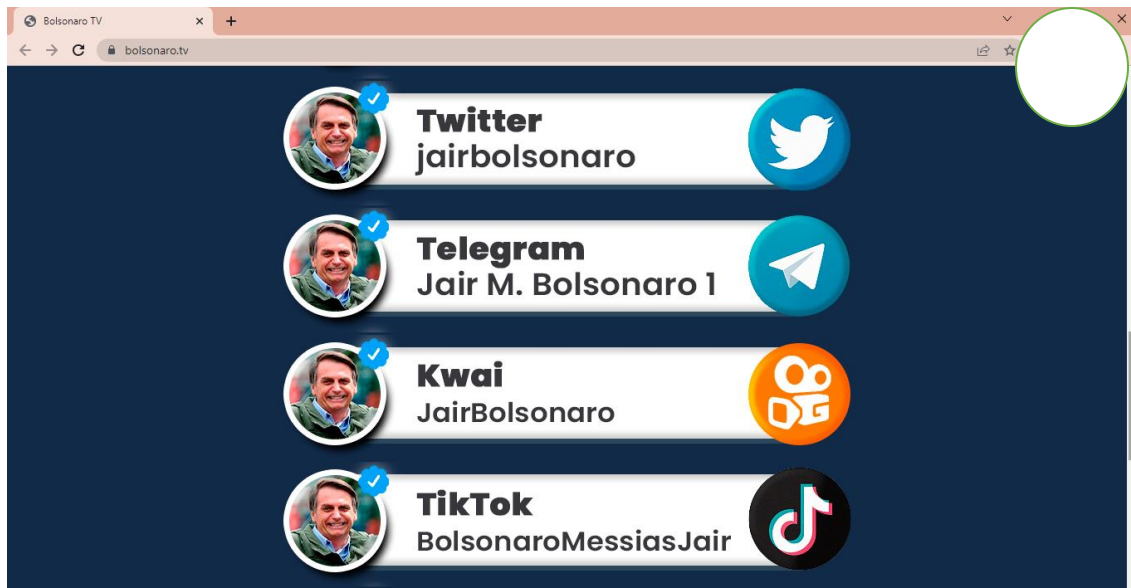 Bolsonaro TV
bolsonaro.tv
Twitter
jairbolsonaro
Telegram
Jair M. Bolsonaro 1
Kwai
JairBolsonaro
TikTok
BolsonaroMessiasJair